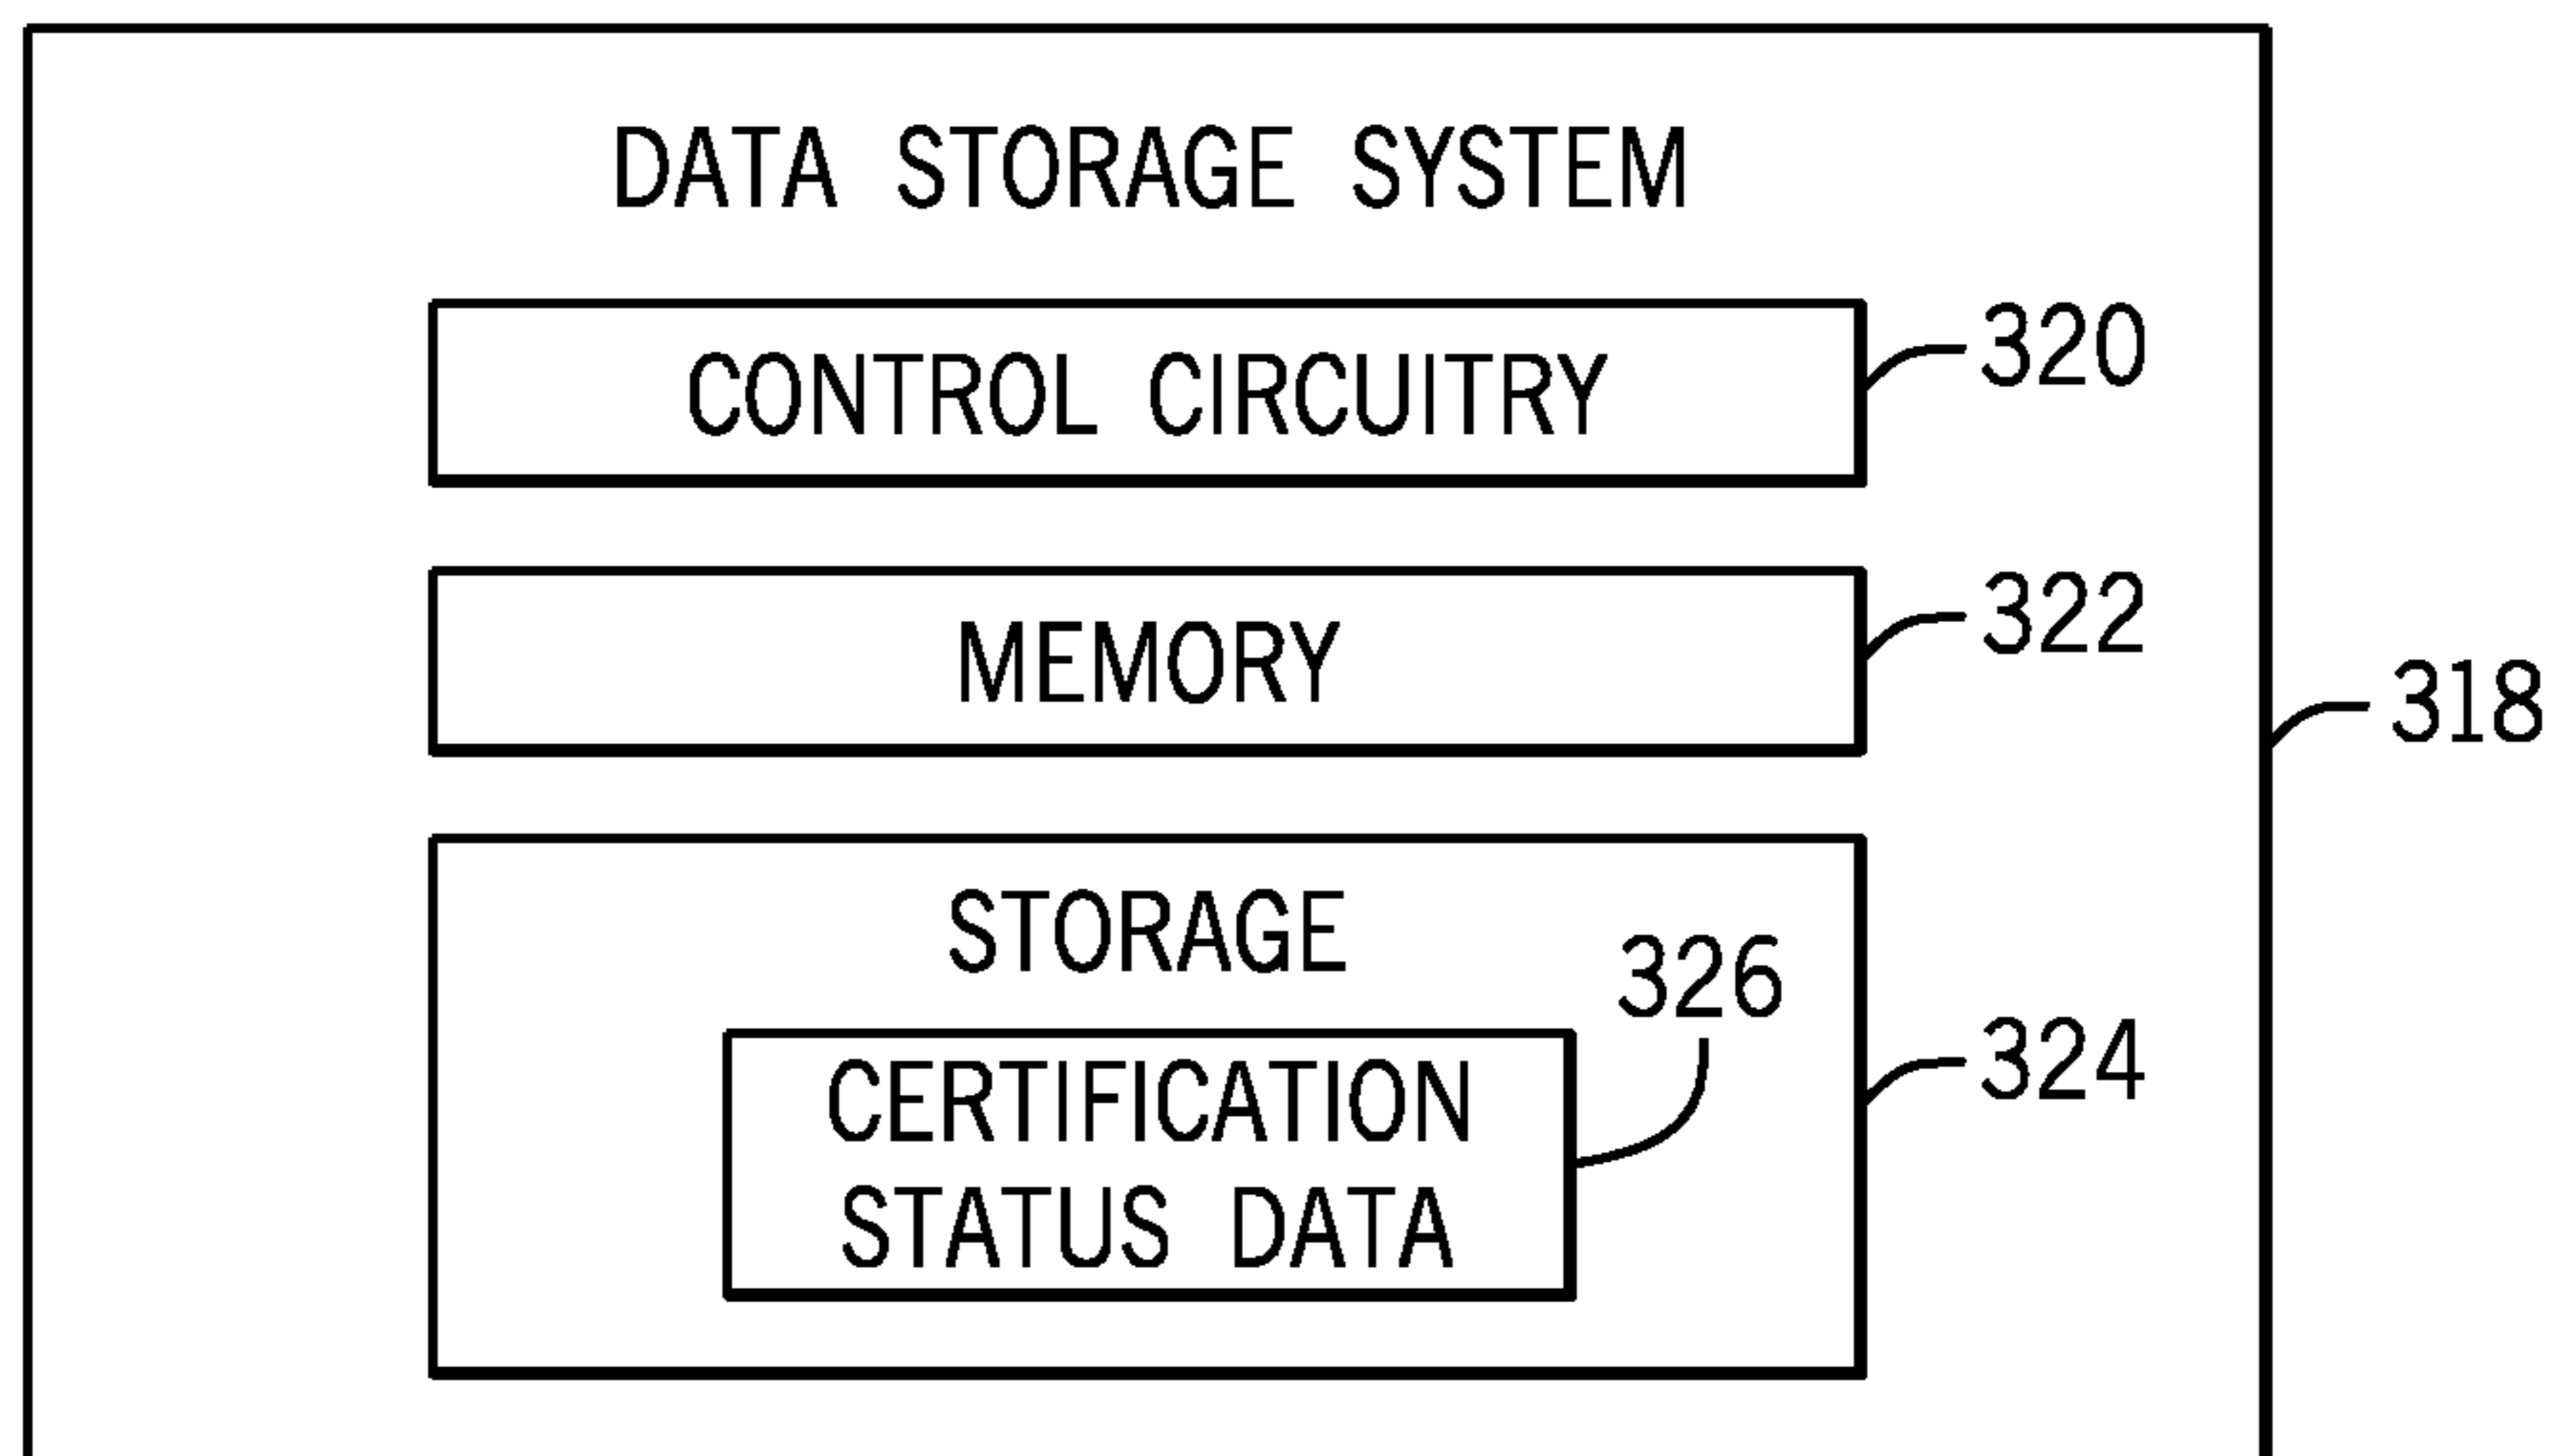 DATA STORAGE SYSTEM
CONTROL CIRCUITRY
320
MEMORY
322
318
STORAGE
326
CERTIFICATION
STATUS DATA
324